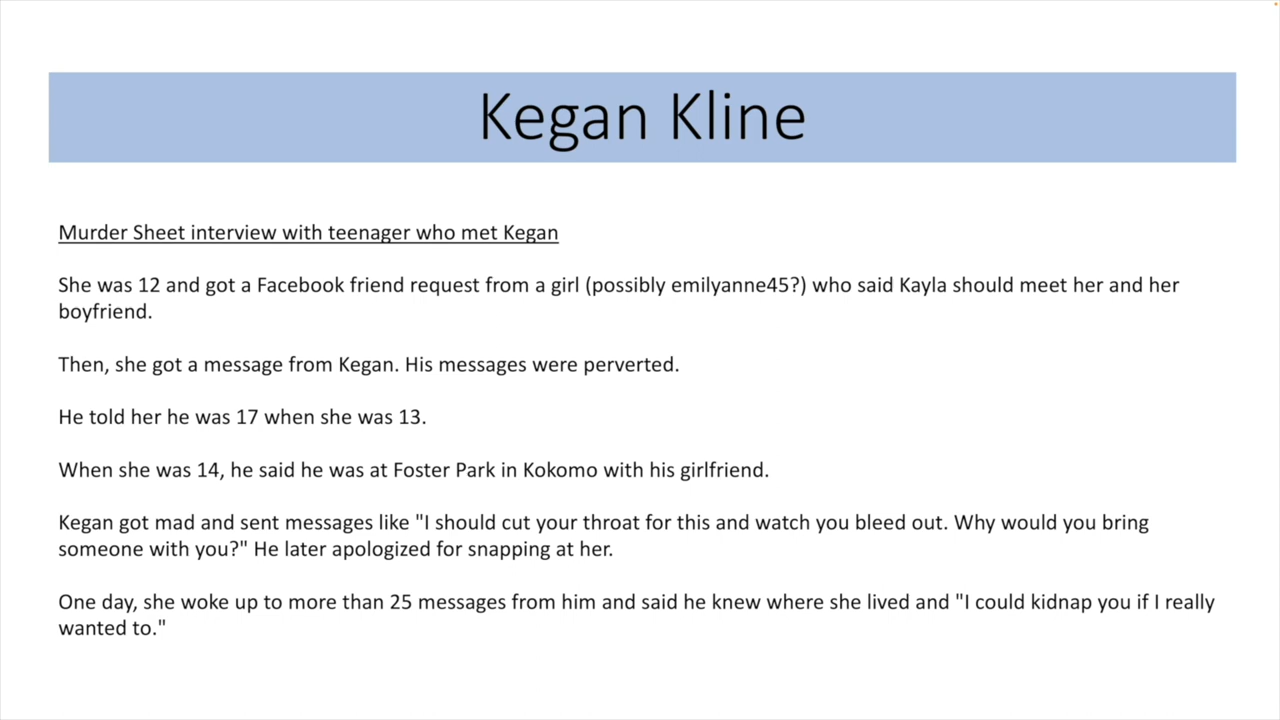 Kegan Kline
Murder Sheet interview with teenager who met Kegan
She was 12 and got a Facebook friend request from a girl (possibly emilyanne45?) who said Kayla should meet her and her
boyfriend.
Then, she got a message from Kegan. His messages were perverted.
He told her he was 17 when she was 13.
When she was 14, he said he was at Foster Park in Kokomo with his girlfriend.
Kegan got mad and sent messages like "I should cut your throat for this and watch you bleed out. Why would you bring
someone with you?" He later apologized for snapping at her.
One day, she woke up to more than 25 messages from him and said he knew where she lived and "I could kidnap you if I really
wanted to."